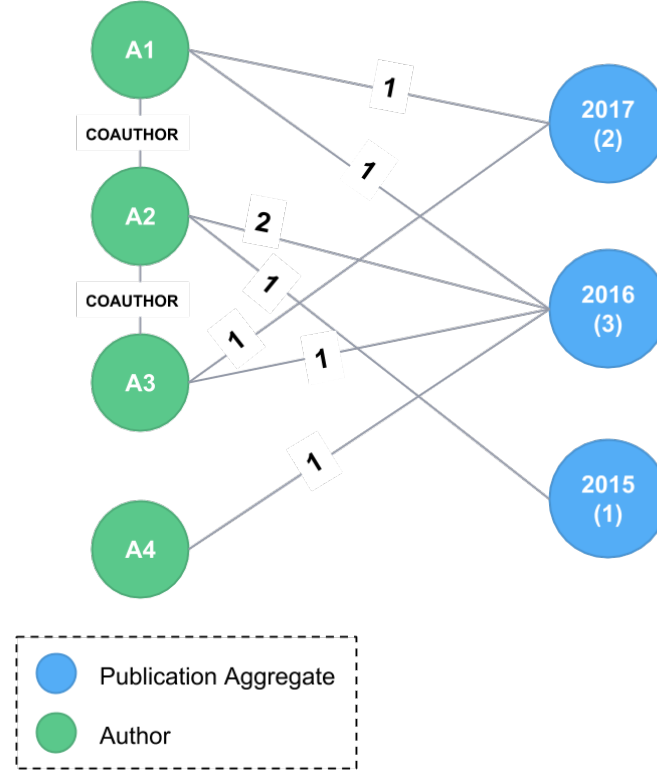 A1
1
2017
(2)
COAUTHOR
1
A2
2
1
2016
(3)
COAUTHOR
1
1
A3
1
2015
(1)
A4
Publication Aggregate
Author